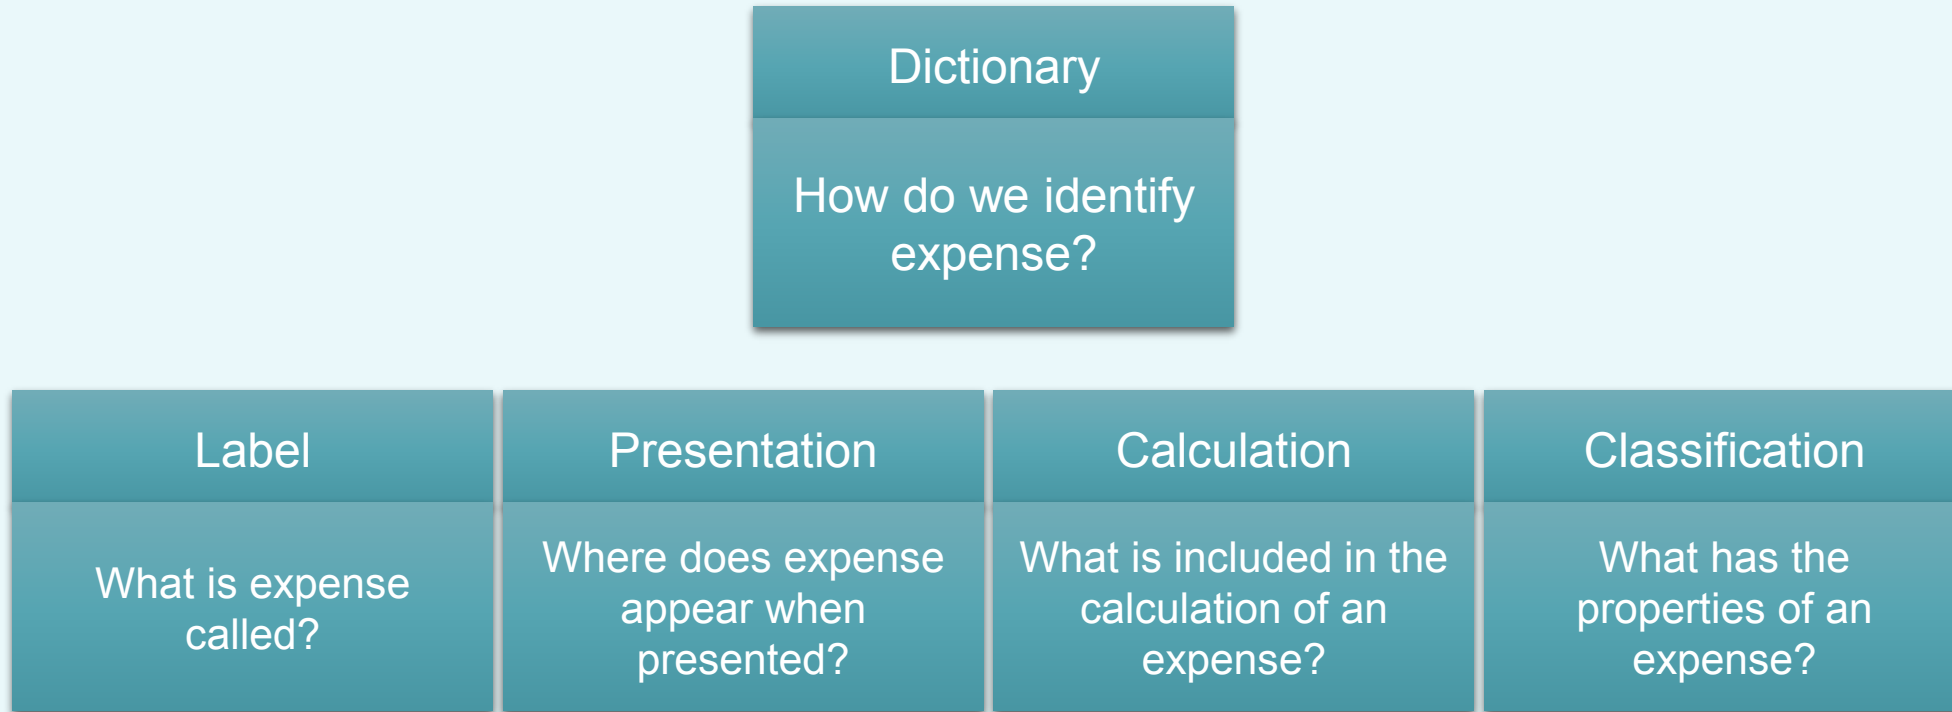 Dictionary
How do we identify
expense?
Label
What is expense
called?
Presentation
Where does expense
appear when
presented?
Calculation
What is included in the
calculation of an
expense?
Classification
What has the
properties of an
expense?